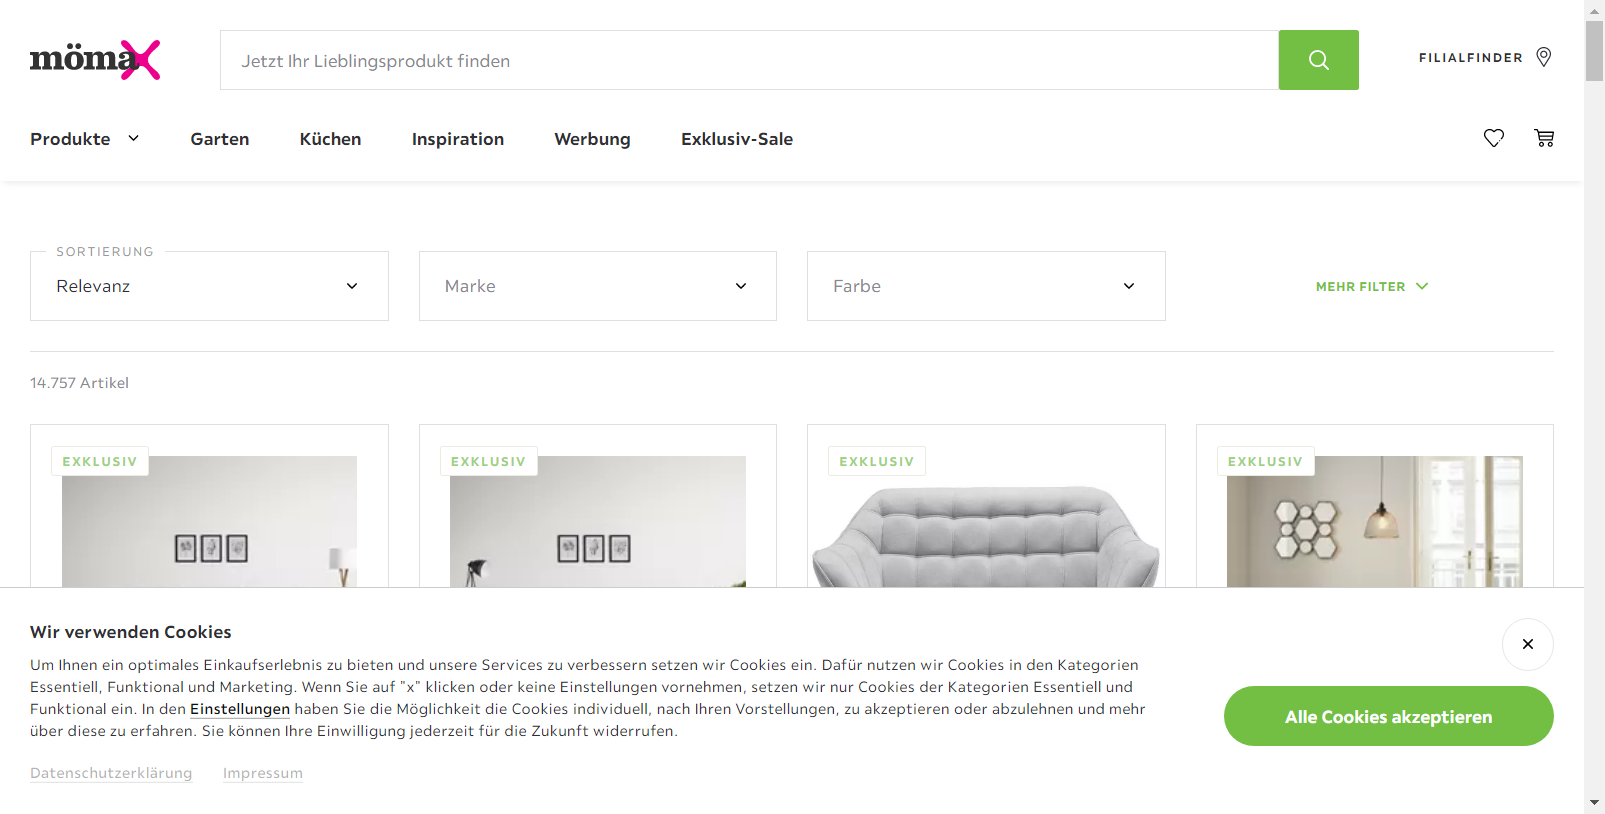 mömax
Jetzt Ihr Lieblingsprodukt finden
FILIALFINDER
Produkte
Garten
Küchen
Inspiration
Werbung
Exklusiv-Sale
SORTIERUNG
Relevanz
Marke
Farbe
MEHR FILTER
14.757 Artikel
EXKLUSIV
EXKLUSIV
EXKLUSIV
EXKLUSIV
Wir verwenden Cookies
Um Ihnen ein optimales Einkaufserlebnis zu bieten und unsere Services zu verbessern setzen wir Cookies ein. Dafür nutzen wir Cookies in den Kategorien
Essentiell, Funktional und Marketing. Wenn Sie auf "x" klicken oder keine Einstellungen vornehmen, setzen wir nur Cookies der Kategorien Essentiell und
Funktional ein. In den Einstellungen haben Sie die Möglichkeit die Cookies individuell, nach Ihren Vorstellungen, zu akzeptieren oder abzulehnen und mehr
über diese zu erfahren. Sie können Ihre Einwilligung jederzeit für die Zukunft widerrufen.
Alle Cookies akzeptieren
Datenschutzerklärung
Impressum